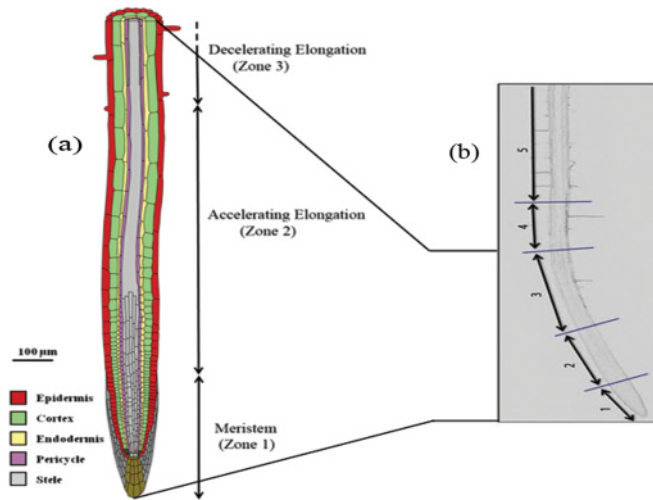 (a)
Decelerating Elongation
(Zone 3)
Accelerating Elongation
(Zone 2)
Meristem
(Zone 1)
100 µm
Epidermis
Cortex
Endodermis
Pericycle
Stele
(b)
5
4
3
2
1